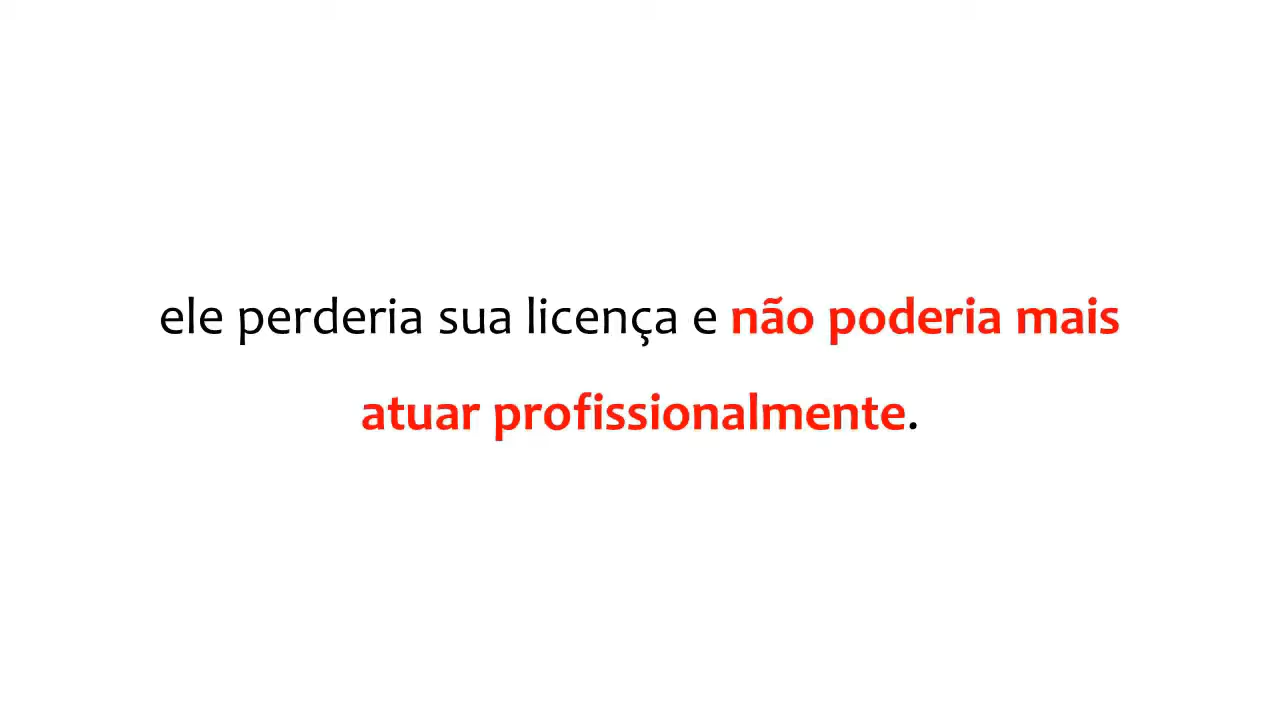 ele perderia sua licença e não poderia mais
atuar profissionalmente.